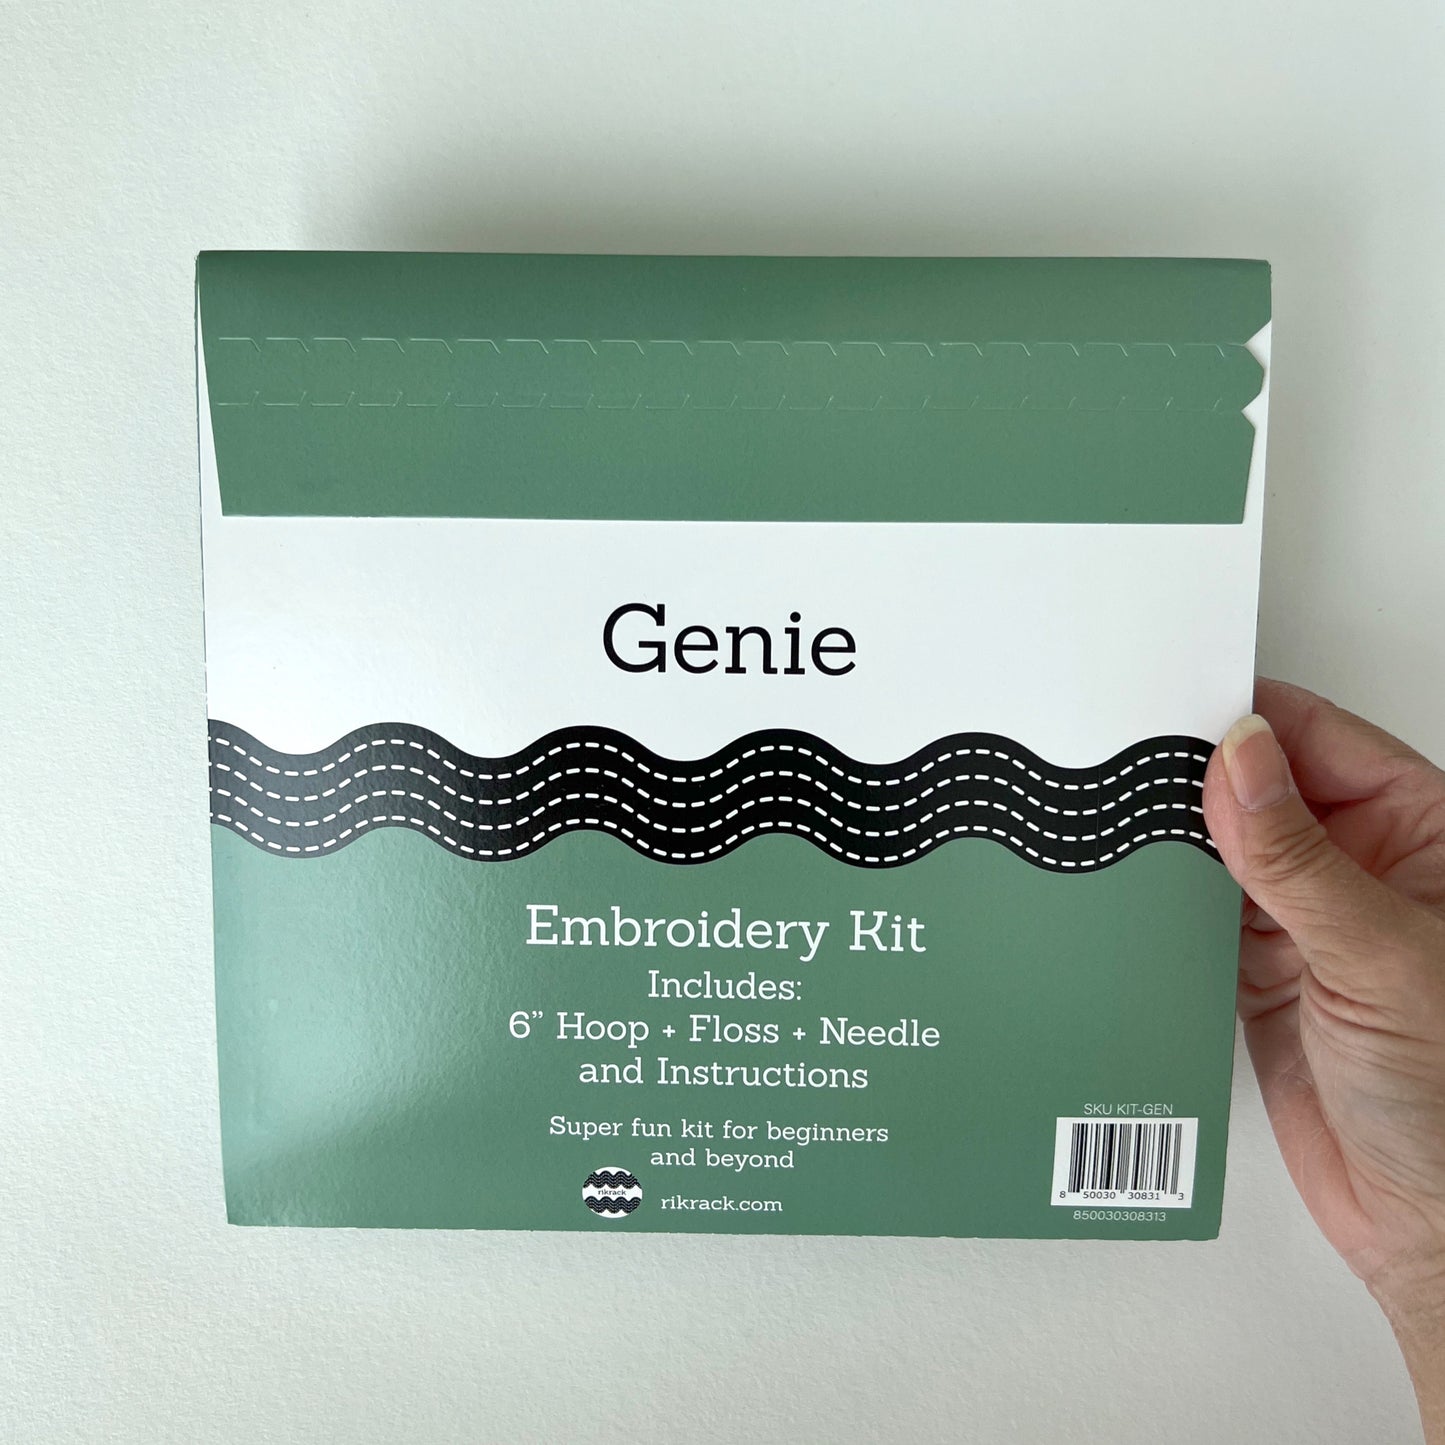 Genie
Embroidery Kit
Includes:
6” Hoop + Floss + Needle
and Instructions
Super fun kit for beginners
and beyond
rikrack
rikrack.com
SKU KIT-GEN
8 50030 30831 3
850030308313